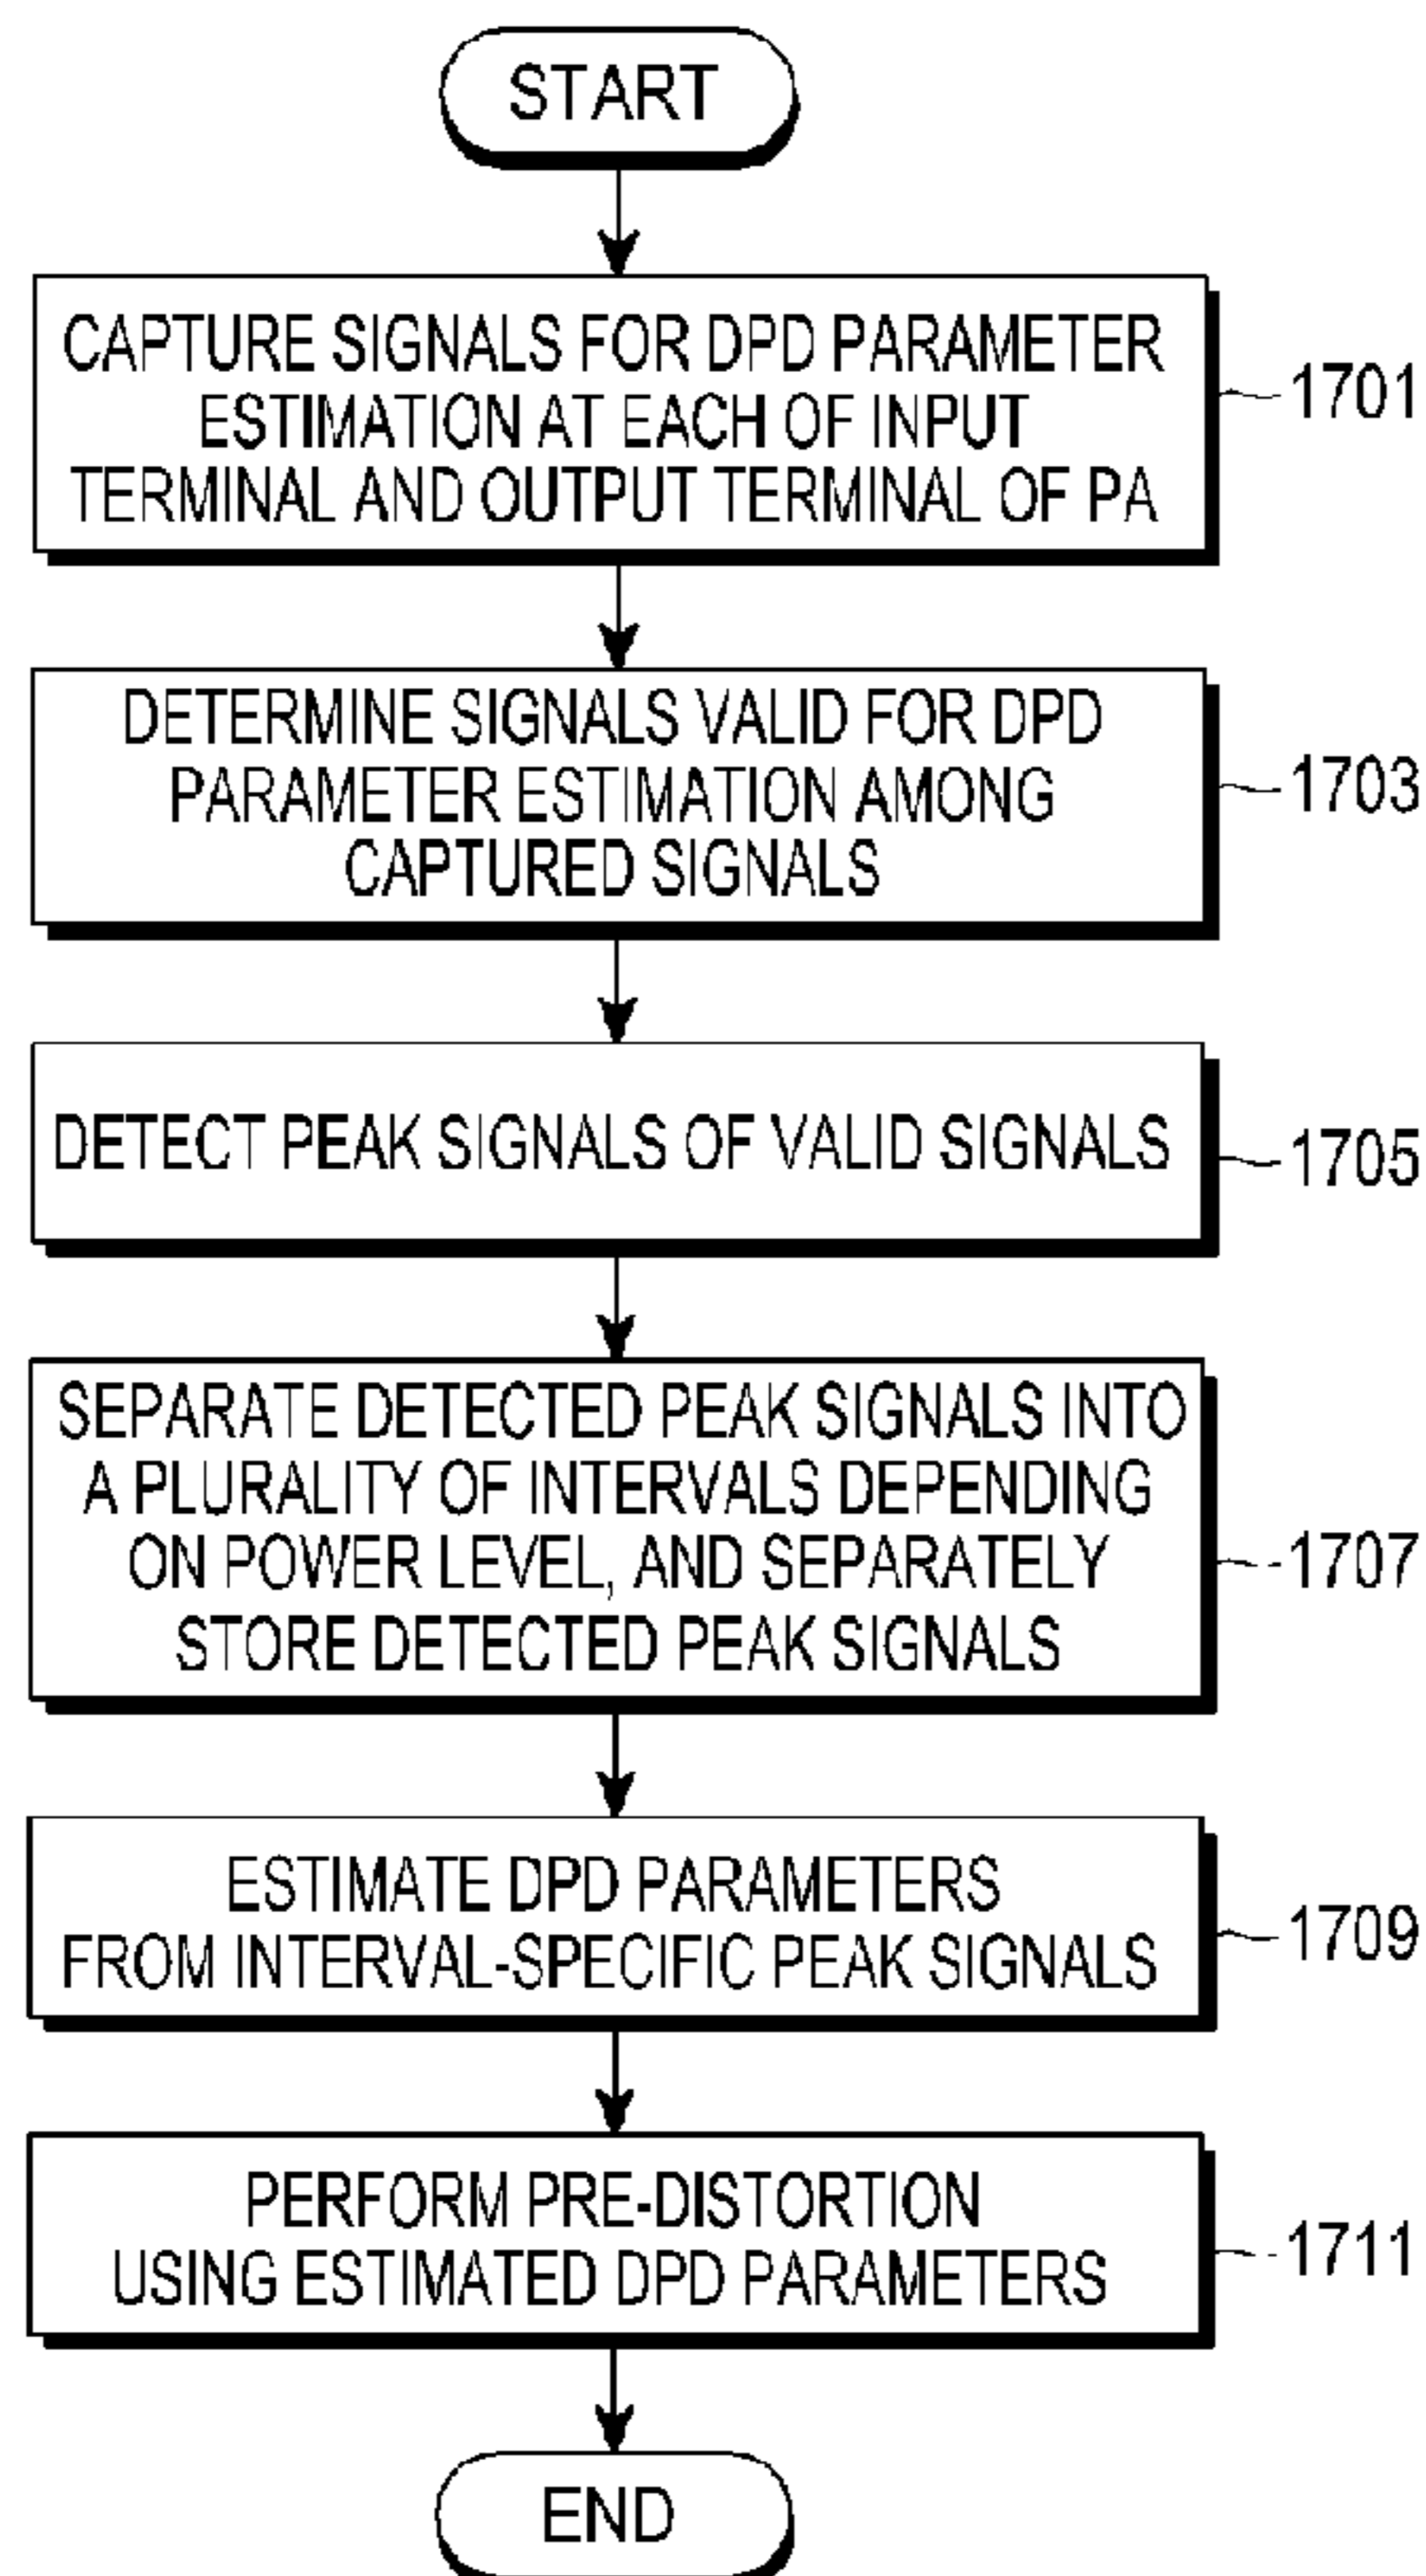 START
CAPTURE SIGNALS FOR DPD PARAMETER
ESTIMATION AT EACH OF INPUT
TERMINAL AND OUTPUT TERMINAL OF PA
1701
DETERMINE SIGNALS VALID FOR DPD
PARAMETER ESTIMATION AMONG
CAPTURED SIGNALS
1703
DETECT PEAK SIGNALS OF VALID SIGNALS
1705
SEPARATE DETECTED PEAK SIGNALS INTO
A PLURALITY OF INTERVALS DEPENDING
ON POWER LEVEL, AND SEPARATELY
STORE DETECTED PEAK SIGNALS
1707
ESTIMATE DPD PARAMETERS
FROM INTERVAL-SPECIFIC PEAK SIGNALS
1709
PERFORM PRE-DISTORTION
USING ESTIMATED DPD PARAMETERS
1711
END